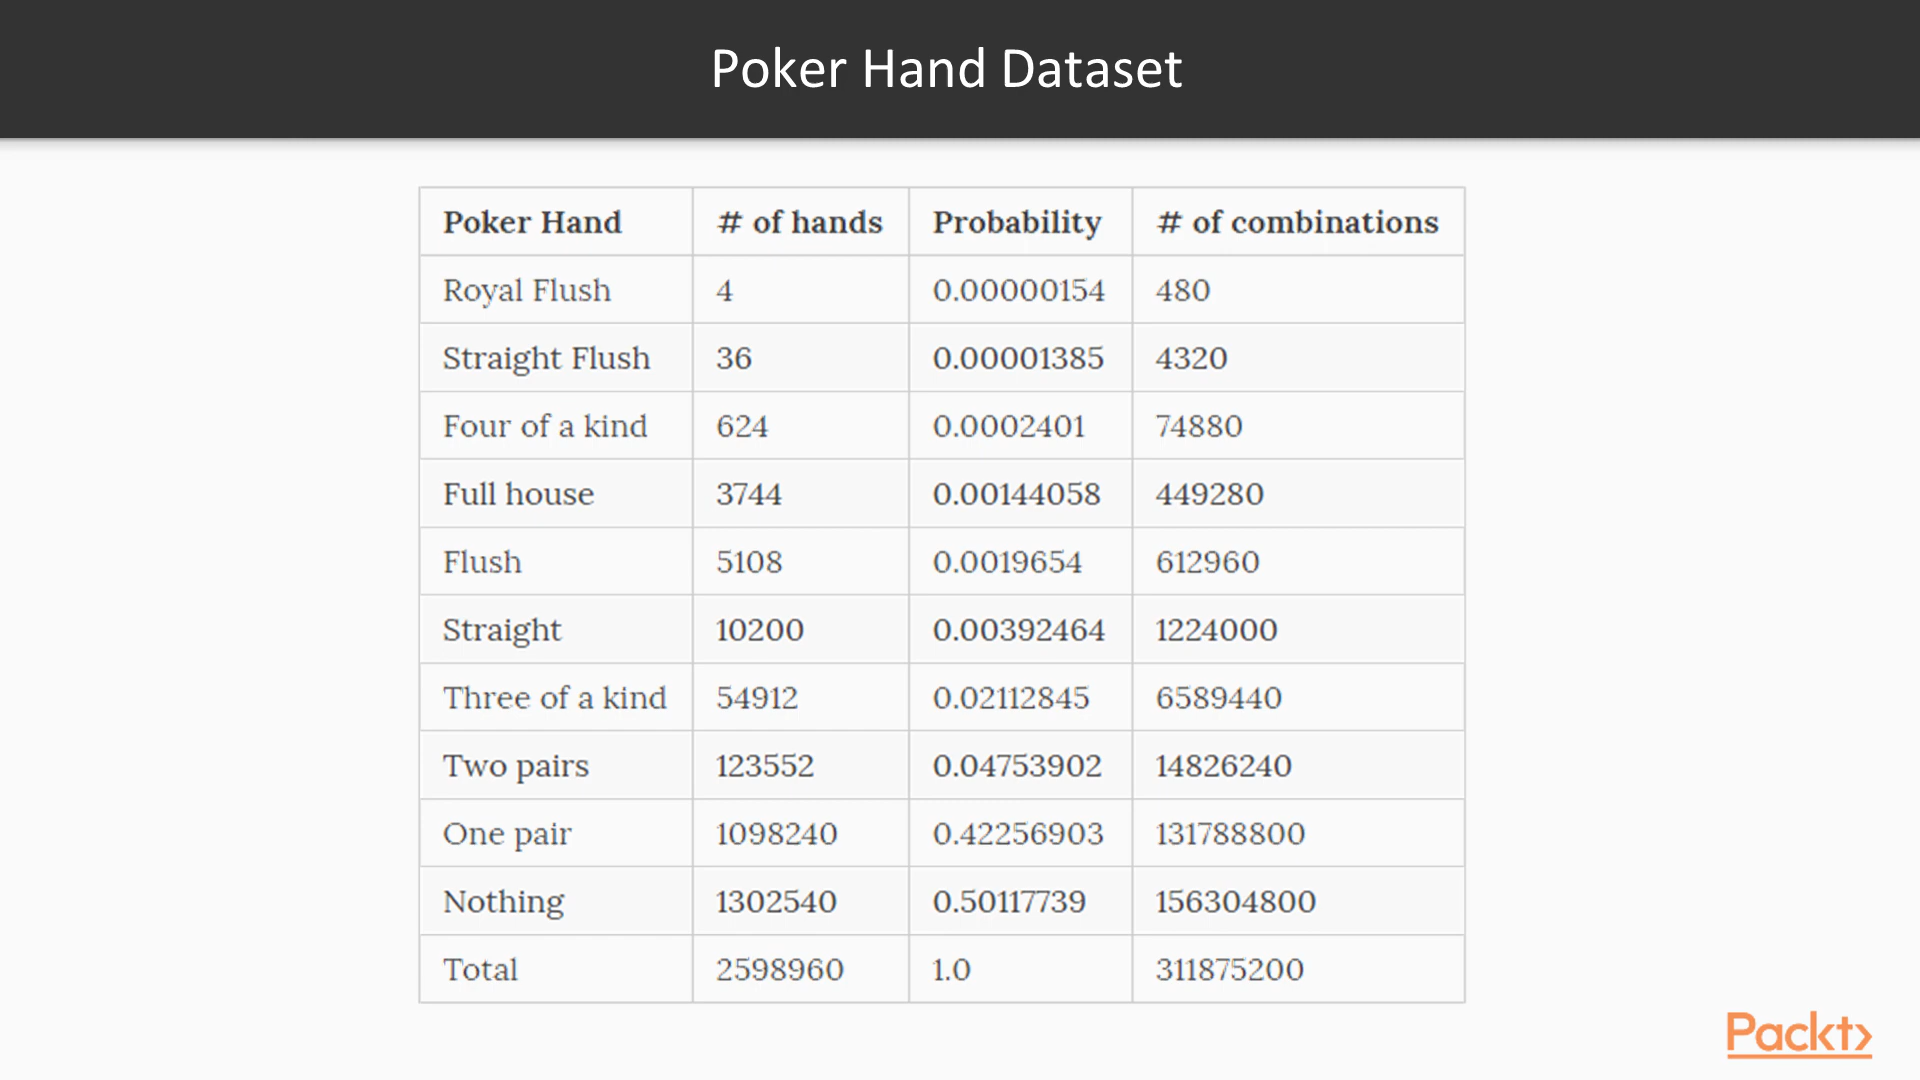 Poker Hand Dataset
Poker Hand # of hands Probability # of combinations
Royal Flush 4 0.00000154 480
Straight Flush 36 0.00001385 4320
Four of a kind 624 0.0002401 74880
Full house 3744 0.00144058 449280
Flush 5108 0.0019654 612960
Straight 10200 0.00392464 1224000
Three of a kind 54912 0.02112845 6589440
Two pairs 123552 0.04753902 14826240
One pair 1098240 0.42256903 131788800
Nothing 1302540 0.50117739 156304800
Total 2598960 1.0 311875200
Packt>